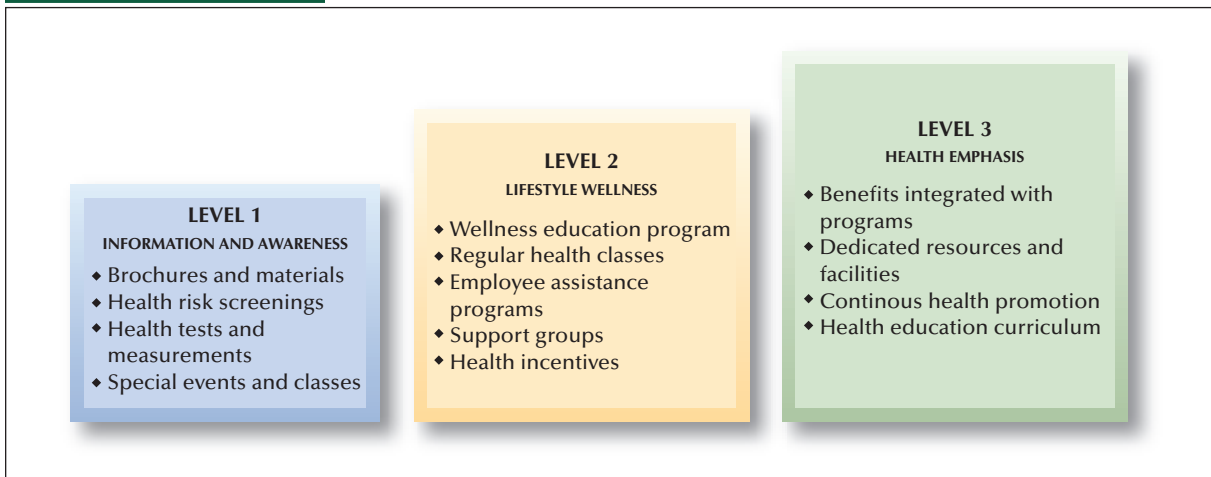 LEVEL 1
INFORMATION AND AWARENESS
◆ Brochures and materials
◆ Health risk screenings
◆ Health tests and
measurements
◆ Special events and classes
LEVEL 2
LIFESTYLE WELLNESS
◆ Wellness education program
◆ Regular health classes
◆ Employee assistance
programs
◆ Support groups
◆ Health incentives
LEVEL 3
HEALTH EMPHASIS
◆ Benefits integrated with
programs
◆ Dedicated resources and
facilities
◆ Continous health promotion
◆ Health education curriculum